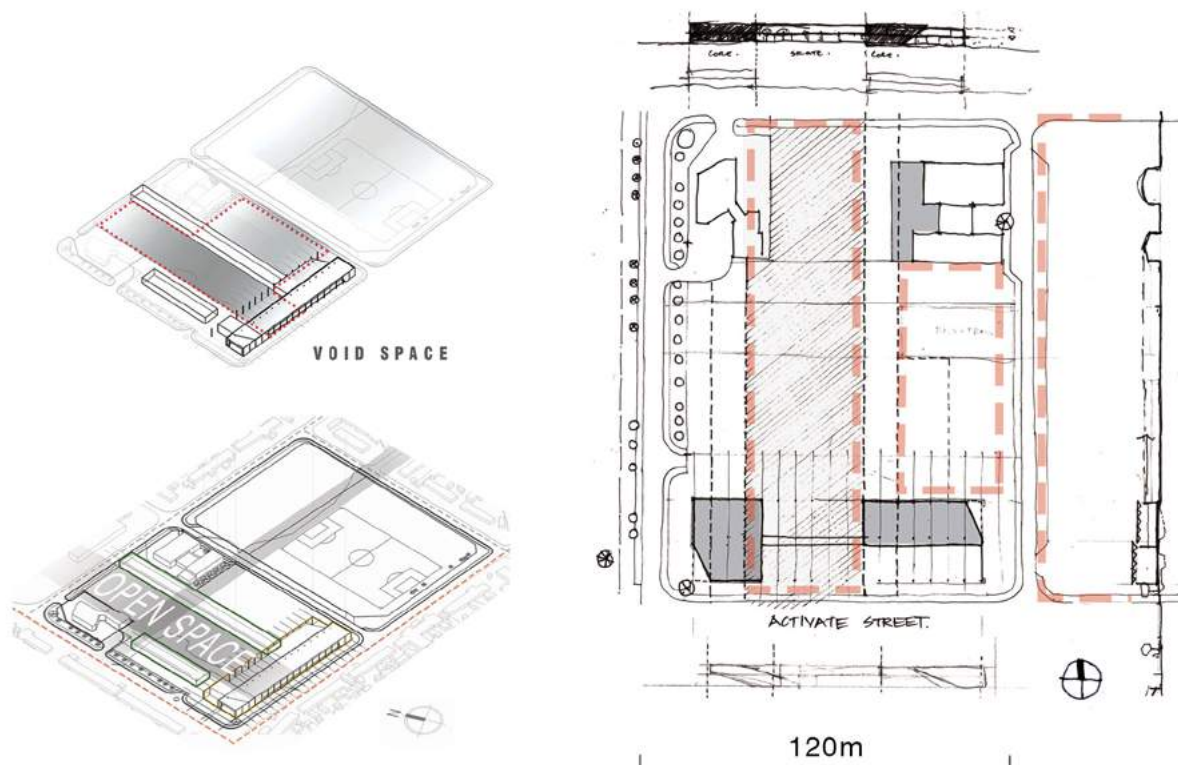 VOID SPACE
OPEN SPACE
CORE.
SKATE.
CORE.
ACTIVATE STREET.
120m